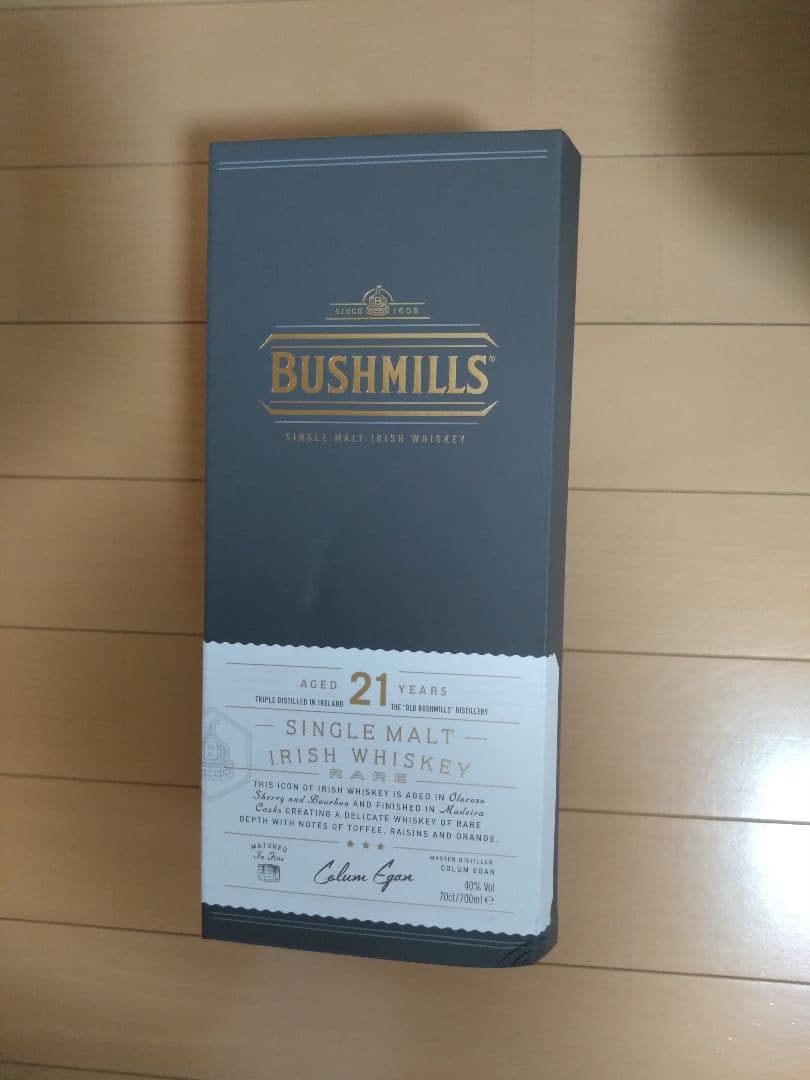 SINCE 1608
BUSHMILLS®
SINGLE MALT IRISH WHISKEY
AGED 21 YEARS
TRIPLE DISTILLED IN IRELAND THE "OLD BUSHMILLS" DISTILLERY
SINGLE MALT
IRISH WHISKEY
RARE
THIS ICON OF IRISH WHISKEY IS AGED IN Oloroso
Sherry and Bourbon AND FINISHED IN Madeira
Casks CREATING A DELICATE WHISKEY OF RARE
DEPTH WITH NOTES OF TOFFEE, RAISINS AND ORANGE.
MATURED
In Fine
Colum Egan
MASTER DISTILLER
COLUM EGAN
40% Vol
70cl/700ml e